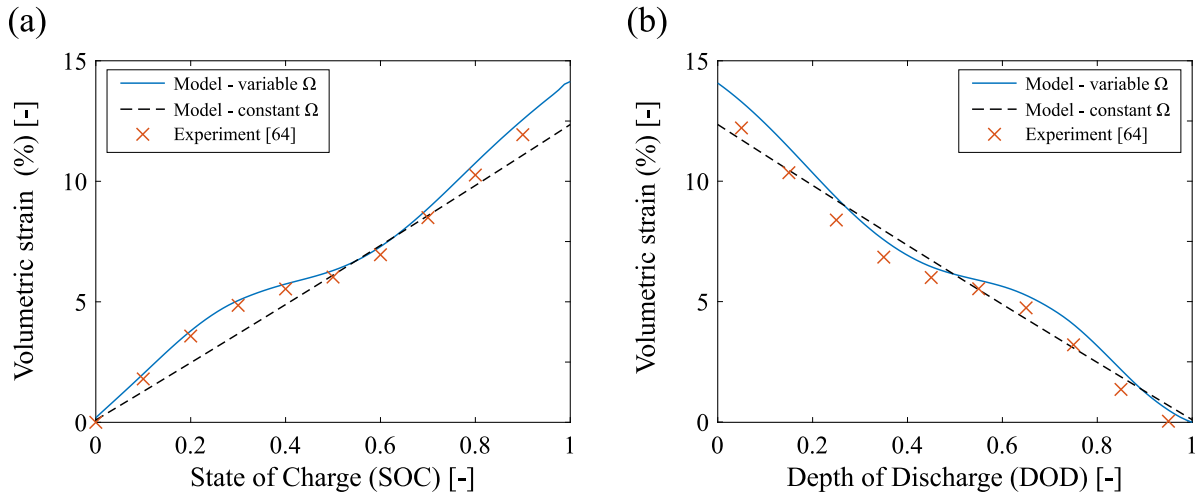 (a)
Volumetric strain (%) [-]
15
10
5
0
Model - variable Ω
Model - constant Ω
Experiment [64]
0 0.2 0.4 0.6 0.8 1
State of Charge (SOC) [-]
(b)
Volumetric strain (%) [-]
15
10
5
0
Model - variable Ω
Model - constant Ω
Experiment [64]
0 0.2 0.4 0.6 0.8 1
Depth of Discharge (DOD) [-]